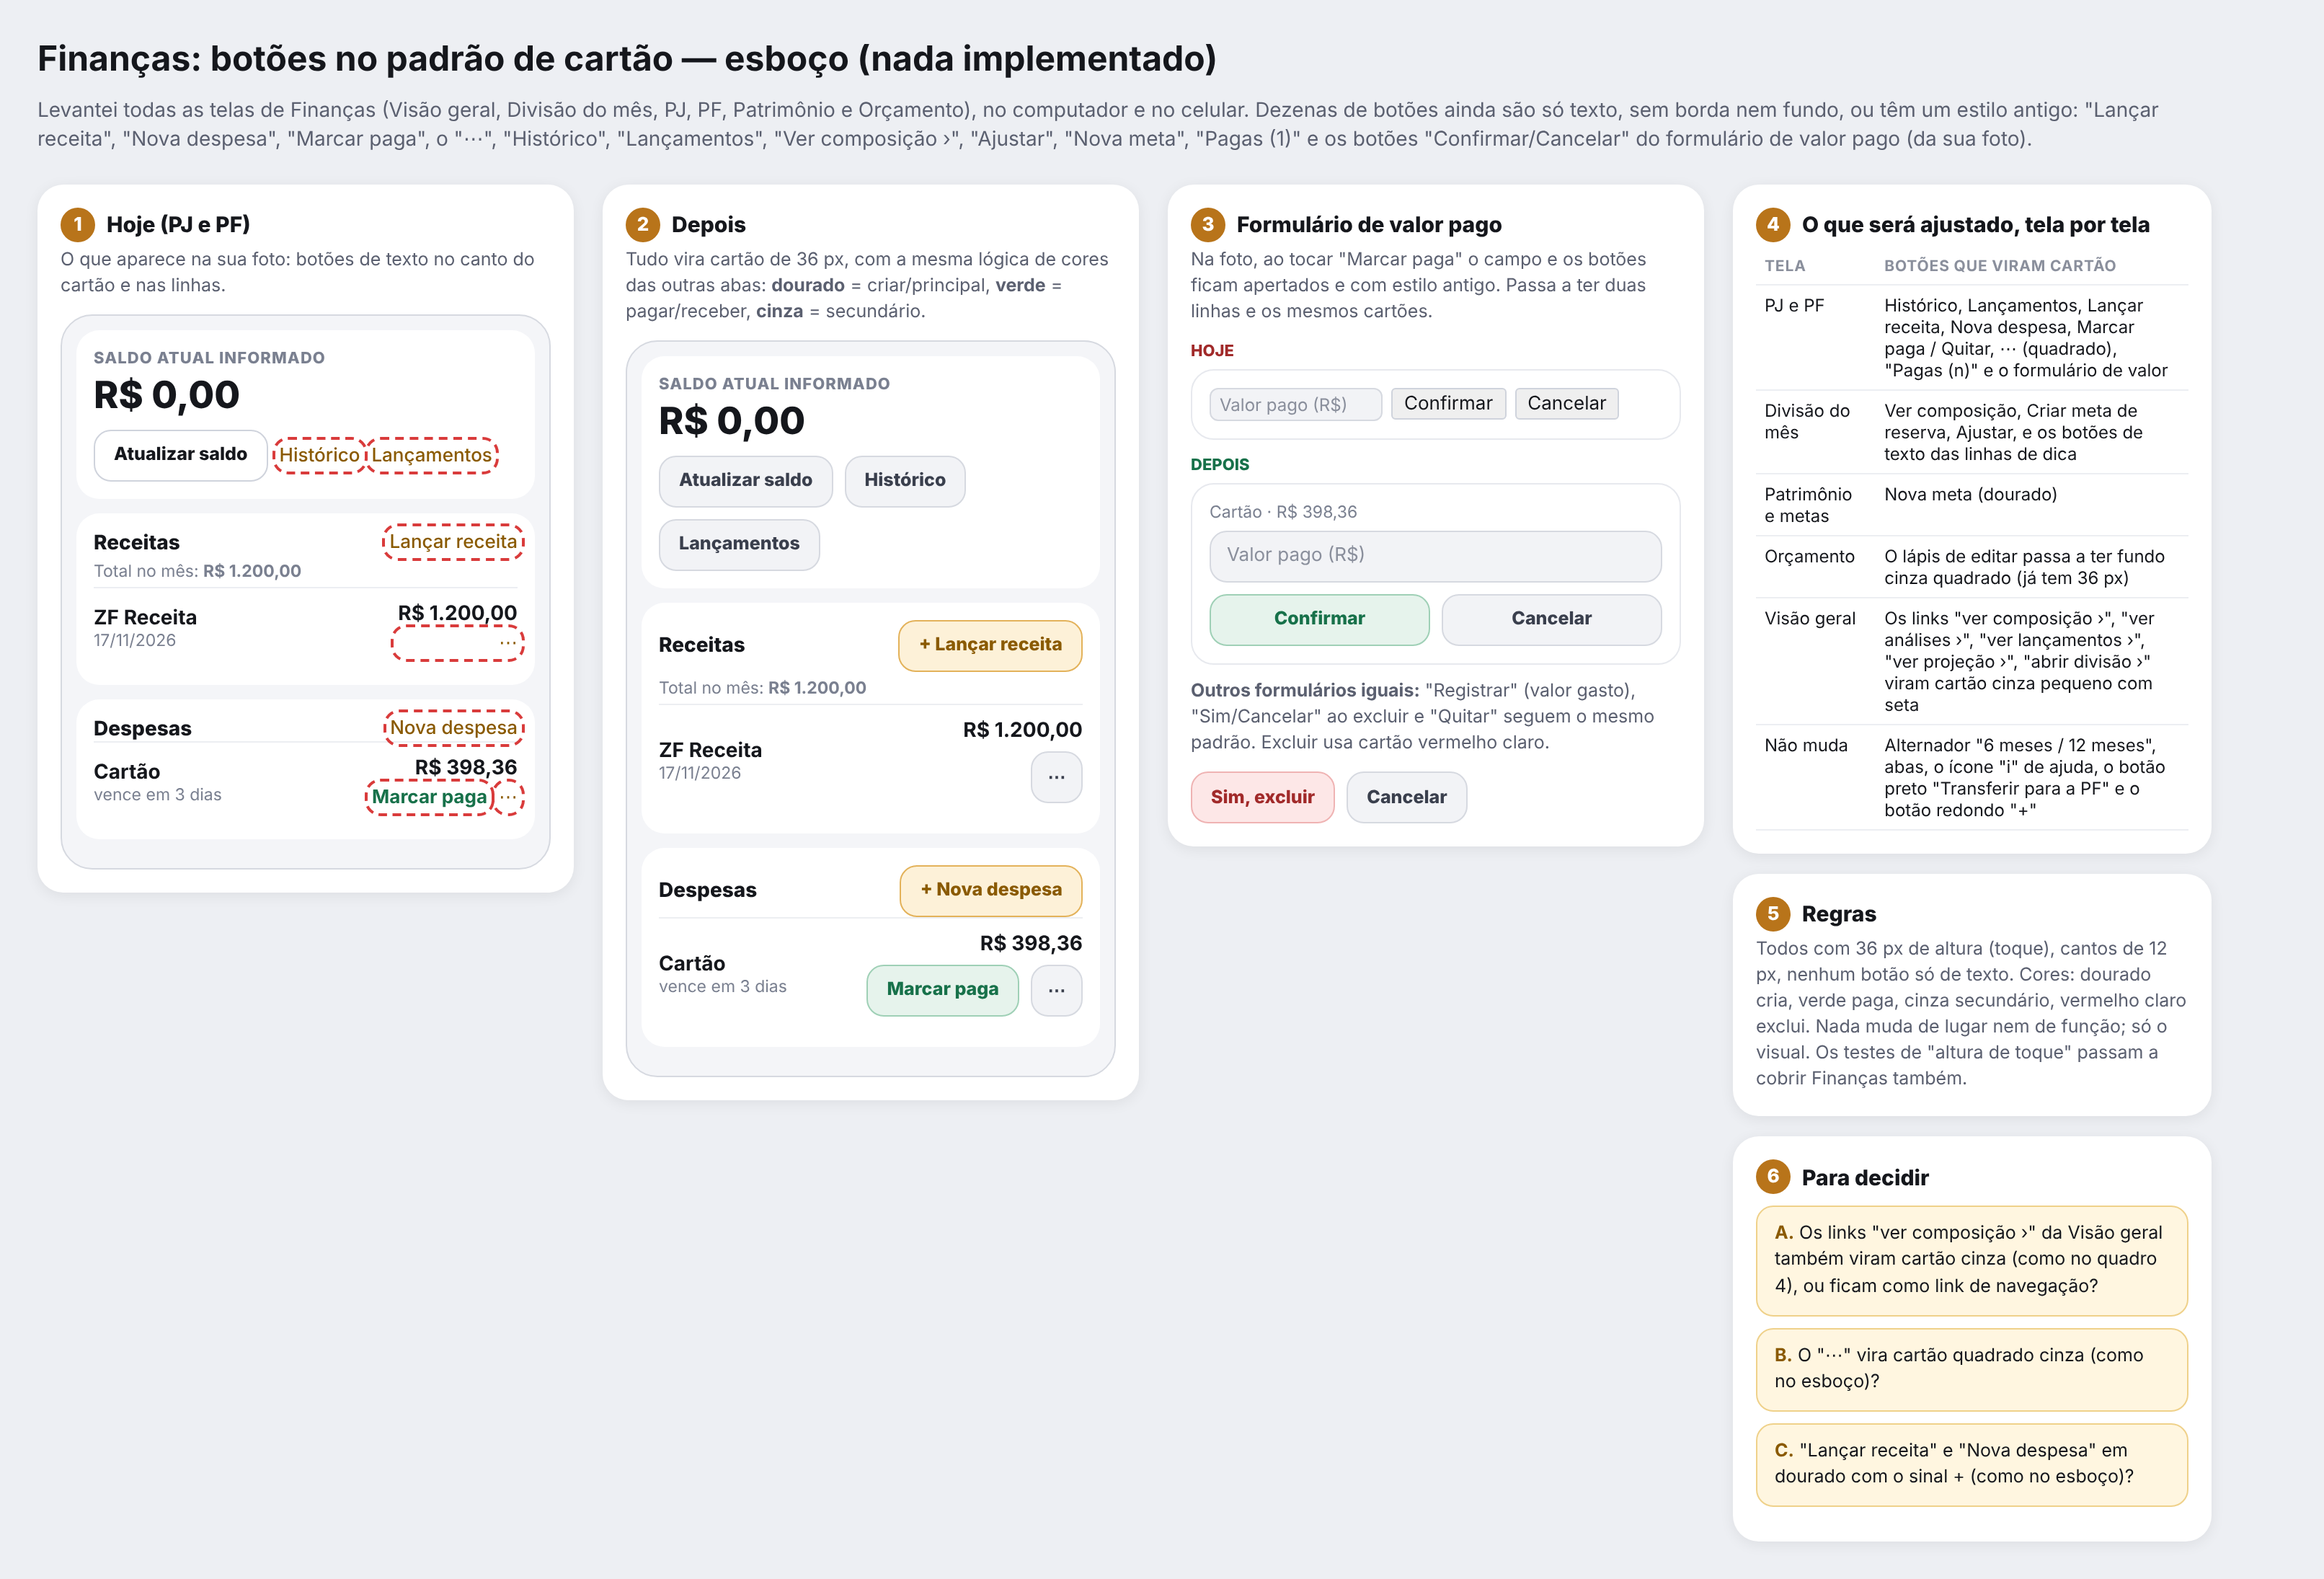 Finanças: botões no padrão de cartão — esboço (nada implementado)
Levantei todas as telas de Finanças (Visão geral, Divisão do mês, PJ, PF, Patrimônio e Orçamento), no computador e no celular. Dezenas de botões ainda são só texto, sem borda nem fundo, ou têm um estilo antigo: "Lançar
receita", "Nova despesa", "Marcar paga", o "⋯", "Histórico", "Lançamentos", "Ver composição ›", "Ajustar", "Nova meta", "Pagas (1)" e os botões "Confirmar/Cancelar" do formulário de valor pago (da sua foto).
1 Hoje (PJ e PF)
O que aparece na sua foto: botões de texto no canto do
cartão e nas linhas.
SALDO ATUAL INFORMADO
R$ 0,00
Atualizar saldo Histórico Lançamentos
Receitas Lançar receita
Total no mês: R$ 1.200,00
ZF Receita R$ 1.200,00
17/11/2026 ⋯
Despesas Nova despesa
Cartão R$ 398,36
vence em 3 dias Marcar paga ⋯
2 Depois
Tudo vira cartão de 36 px, com a mesma lógica de cores
das outras abas: dourado = criar/principal, verde =
pagar/receber, cinza = secundário.
SALDO ATUAL INFORMADO
R$ 0,00
Atualizar saldo Histórico
Lançamentos
Receitas + Lançar receita
Total no mês: R$ 1.200,00
R$ 1.200,00
ZF Receita
17/11/2026 ⋯
Despesas + Nova despesa
R$ 398,36
Cartão
vence em 3 dias Marcar paga ⋯
3 Formulário de valor pago
Na foto, ao tocar "Marcar paga" o campo e os botões
ficam apertados e com estilo antigo. Passa a ter duas
linhas e os mesmos cartões.
HOJE
Valor pago (R$) Confirmar Cancelar
DEPOIS
Cartão · R$ 398,36
Valor pago (R$)
Confirmar Cancelar
Outros formulários iguais: "Registrar" (valor gasto),
"Sim/Cancelar" ao excluir e "Quitar" seguem o mesmo
padrão. Excluir usa cartão vermelho claro.
Sim, excluir Cancelar
4 O que será ajustado, tela por tela
TELA BOTÕES QUE VIRAM CARTÃO
PJ e PF Histórico, Lançamentos, Lançar
receita, Nova despesa, Marcar
paga / Quitar, ⋯ (quadrado),
"Pagas (n)" e o formulário de valor
Divisão do Ver composição, Criar meta de
mês reserva, Ajustar, e os botões de
texto das linhas de dica
Patrimônio Nova meta (dourado)
e metas
Orçamento O lápis de editar passa a ter fundo
cinza quadrado (já tem 36 px)
Visão geral Os links "ver composição ›", "ver
análises ›", "ver lançamentos ›",
"ver projeção ›", "abrir divisão ›"
viram cartão cinza pequeno com
seta
Não muda Alternador "6 meses / 12 meses",
abas, o ícone "i" de ajuda, o botão
preto "Transferir para a PF" e o
botão redondo "+"
5 Regras
Todos com 36 px de altura (toque), cantos de 12
px, nenhum botão só de texto. Cores: dourado
cria, verde paga, cinza secundário, vermelho claro
exclui. Nada muda de lugar nem de função; só o
visual. Os testes de "altura de toque" passam a
cobrir Finanças também.
6 Para decidir
A. Os links "ver composição ›" da Visão geral
também viram cartão cinza (como no quadro
4), ou ficam como link de navegação?
B. O "⋯" vira cartão quadrado cinza (como
no esboço)?
C. "Lançar receita" e "Nova despesa" em
dourado com o sinal + (como no esboço)?